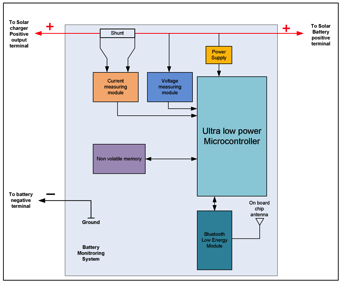 To Solar
charger
Positive
output
terminal
+
Shunt
+
To Solar
Battery
positive
terminal
Power
Supply
Current
measuring
module
Voltage
measuring
module
Ultra low power
Microcontroller
Non volatile memory
To battery
negative
terminal
−
Ground
On board
chip
antenna
Bluetooth
Low Energy
Module
Battery
Monitroring
System